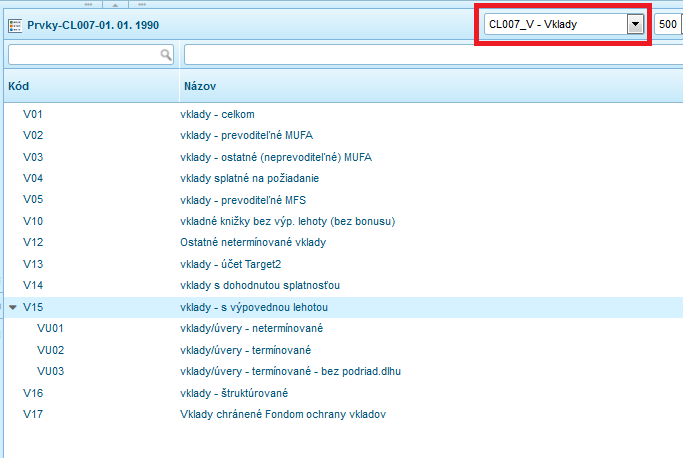 Prvky-CL007-01. 01. 1990 CL007_V - Vklady 500
Kód Názov
V01 vklady - celkom
V02 vklady - prevoditeľné MUFA
V03 vklady - ostatné (neprevoditeľné) MUFA
V04 vklady splatné na požiadanie
V05 vklady - prevoditeľné MFS
V10 vkladné knižky bez výp. lehoty (bez bonusu)
V12 Ostatné netermínované vklady
V13 vklady - účet Target2
V14 vklady s dohodnutou splatnosťou
V15 vklady - s výpovednou lehotou
VU01 vklady/úvery - netermínované
VU02 vklady/úvery - termínované
VU03 vklady/úvery - termínované - bez podriad.dlhu
V16 vklady - štruktúrované
V17 Vklady chránené Fondom ochrany vkladov